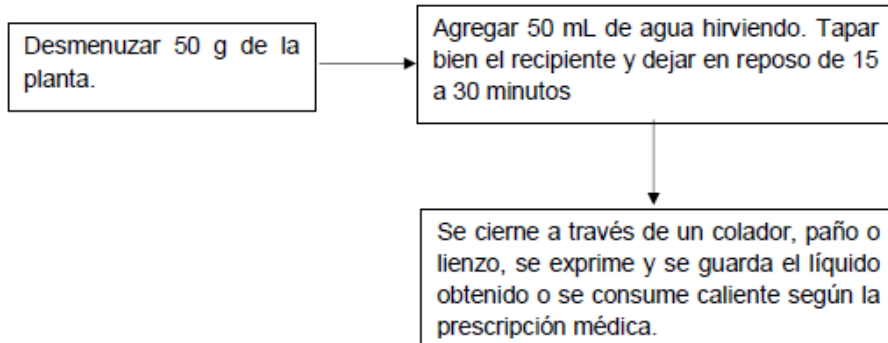 Desmenuzar 50 g de la
planta.
Agregar 50 mL de agua hirviendo. Tapar
bien el recipiente y dejar en reposo de 15
a 30 minutos
Se cierne a través de un colador, paño o
lienzo, se exprime y se guarda el líquido
obtenido o se consume caliente según la
prescripción médica.